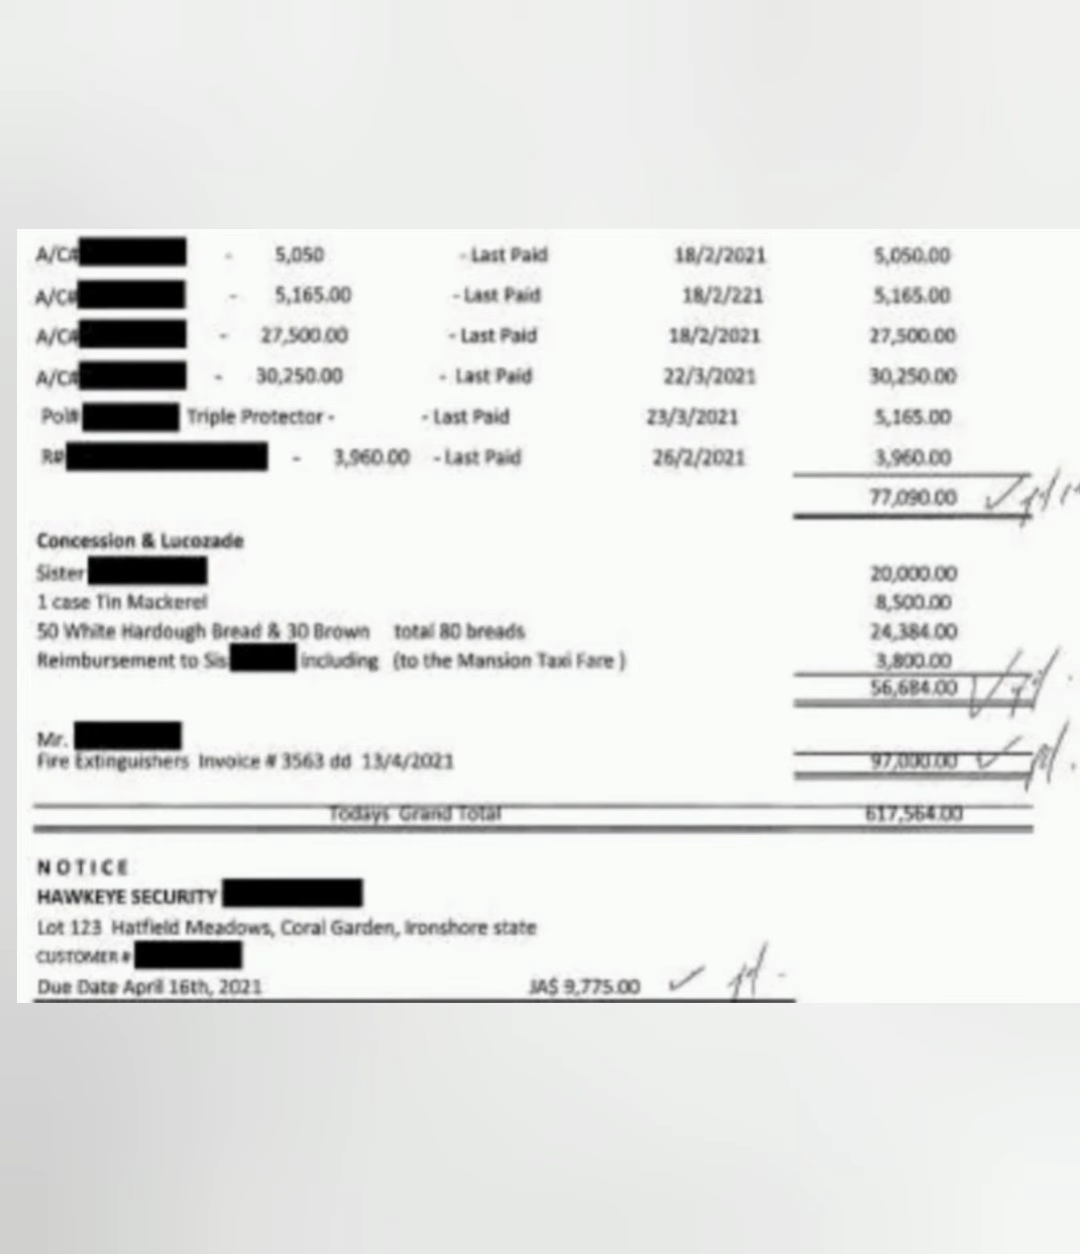 A/C# - 5,050 - Last Paid 18/2/2021 5,050.00
A/C# - 5,165.00 - Last Paid 18/2/221 5,165.00
A/C# - 27,500.00 - Last Paid 18/2/2021 27,500.00
A/C# - 30,250.00 - Last Paid 22/3/2021 30,250.00
Pol# Triple Protector - - Last Paid 23/3/2021 5,165.00
R# - 3,960.00 - Last Paid 26/2/2021 3,960.00
77,090.00
Concession & Lucozade
Sister 20,000.00
1 case Tin Mackerel 8,500.00
50 White Hardough Bread & 30 Brown total 80 breads 24,384.00
Reimbursement to Sis. including (to the Mansion Taxi Fare ) 3,800.00
56,684.00
Mr.
Fire Extinguishers Invoice # 3563 dd 13/4/2021 97,000.00
Todays Grand Total 617,564.00
NOTICE
HAWKEYE SECURITY
Lot 123 Hatfield Meadows, Coral Garden, Ironshore state
CUSTOMER #
Due Date April 16th, 2021 JA$ 9,775.00